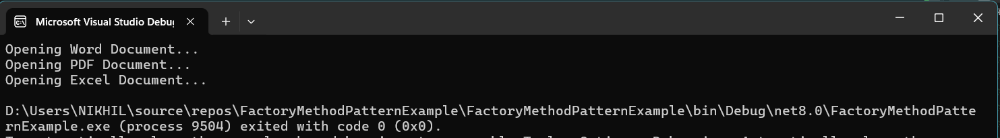 Microsoft Visual Studio Debu
Opening Word Document...
Opening PDF Document...
Opening Excel Document...
D:\Users\NIKHIL\source\repos\FactoryMethodPatternExample\FactoryMethodPatternExample\bin\Debug\net8.0\FactoryMethodPatte
rnExample.exe (process 9504) exited with code 0 (0x0).